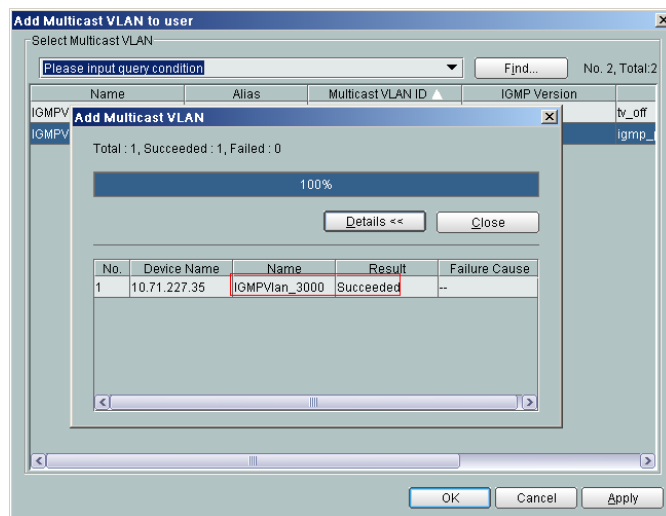 Add Multicast VLAN to user
Select Multicast VLAN
Please input query condition Find... No. 2, Total:2
Name Alias Multicast VLAN ID IGMP Version
IGMPV tv_off
IGMPV igmp_
Add Multicast VLAN
Total : 1, Succeeded : 1, Failed : 0
100%
Details << Close
No. Device Name Name Result Failure Cause
1 10.71.227.35 IGMPVlan_3000 Succeeded --
OK Cancel Apply